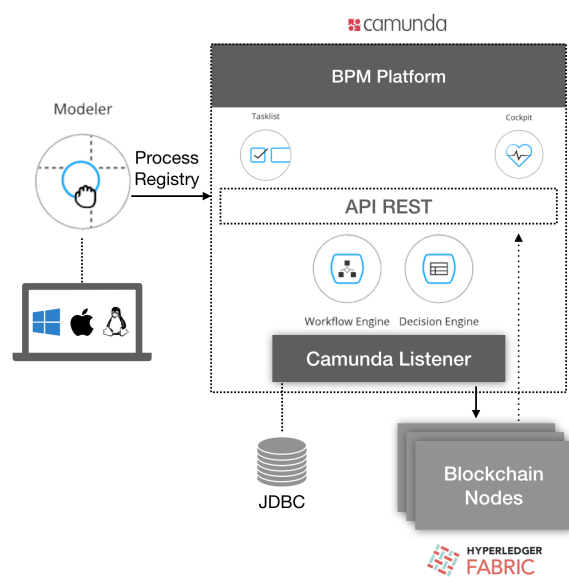 camunda
BPM Platform
Modeler
Tasklist
Cockpit
Process
Registry
API REST
Workflow Engine
Decision Engine
Camunda Listener
JDBC
Blockchain
Nodes
HYPERLEDGER
FABRIC